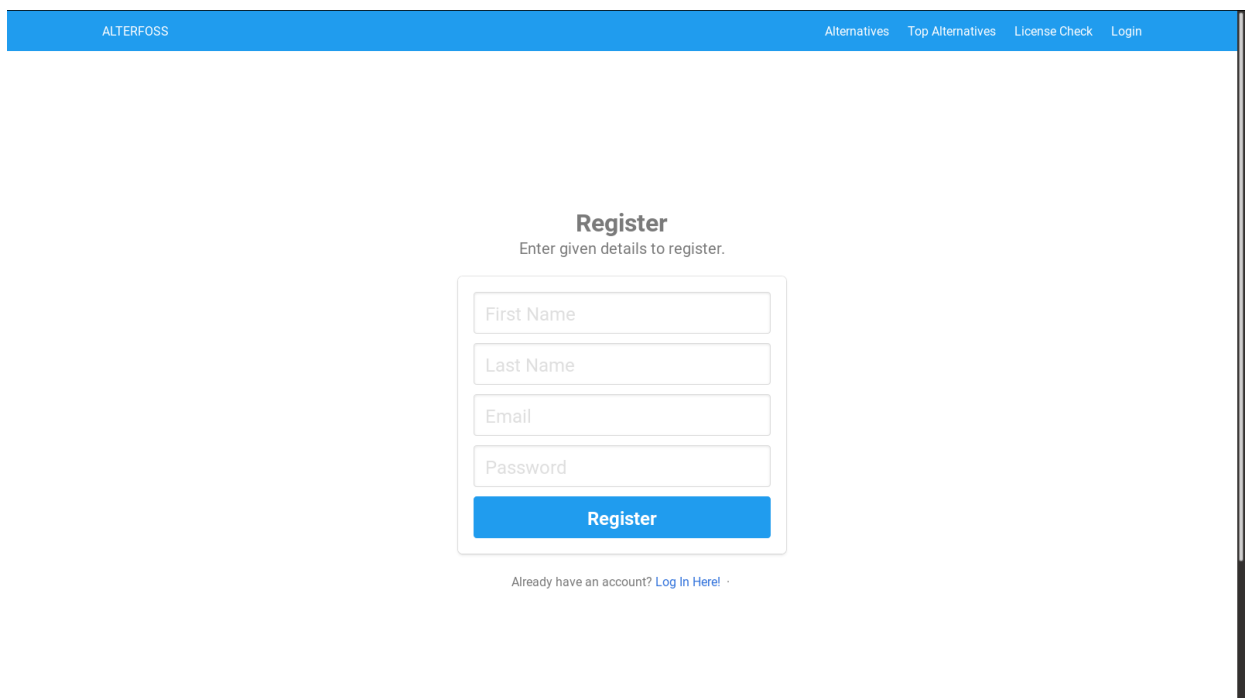 ALTERFOSS Alternatives Top Alternatives License Check Login
Register
Enter given details to register.
First Name
Last Name
Email
Password
Register
Already have an account? Log In Here! ·